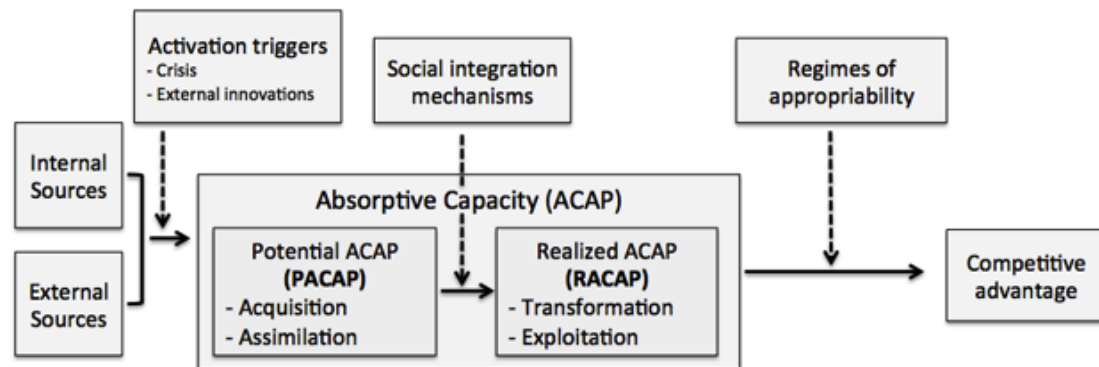 Activation triggers
- Crisis
- External innovations
Social integration
mechanisms
Regimes of
appropriability
Internal
Sources
External
Sources
Absorptive Capacity (ACAP)
Potential ACAP
(PACAP)
- Acquisition
- Assimilation
Realized ACAP
(RACAP)
- Transformation
- Exploitation
Competitive
advantage